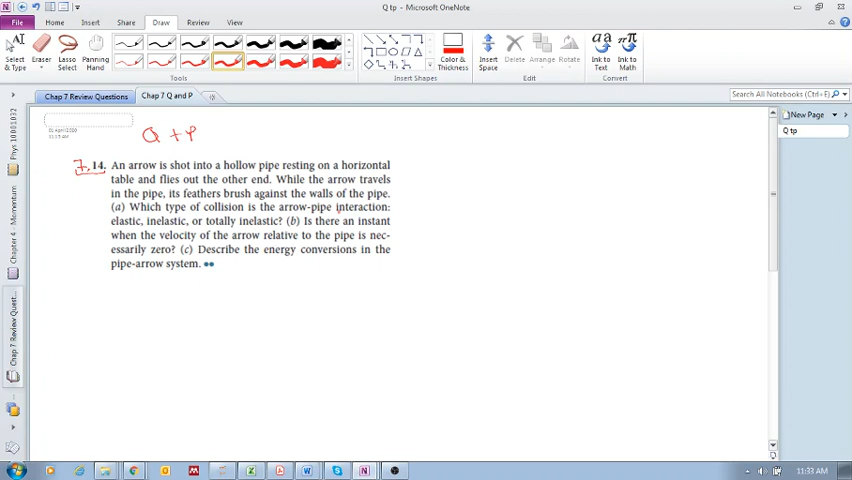 Q tp - Microsoft OneNote
File
Home
Insert
Share
Draw
Review
View
Select & Type
Eraser
Lasso Select
Panning Hand
Color & Thickness
Insert Space
Delete
Arrange
Rotate
Ink to Text
Ink to Math
Tools
Insert Shapes
Edit
Convert
Chap 7 Review Questions
Chap 7 Q and P
Search All Notebooks (Ctrl+E)
New Page
Q tp
Phys 10081032
Chapter 4 - Momentum
Chap 7 Review Quest...
11:15 AM
Q + P
7.14. An arrow is shot into a hollow pipe resting on a horizontal
table and flies out the other end. While the arrow travels
in the pipe, its feathers brush against the walls of the pipe.
(a) Which type of collision is the arrow-pipe interaction:
elastic, inelastic, or totally inelastic? (b) Is there an instant
when the velocity of the arrow relative to the pipe is nec-
essarily zero? (c) Describe the energy conversions in the
pipe-arrow system. ••
11:33 AM